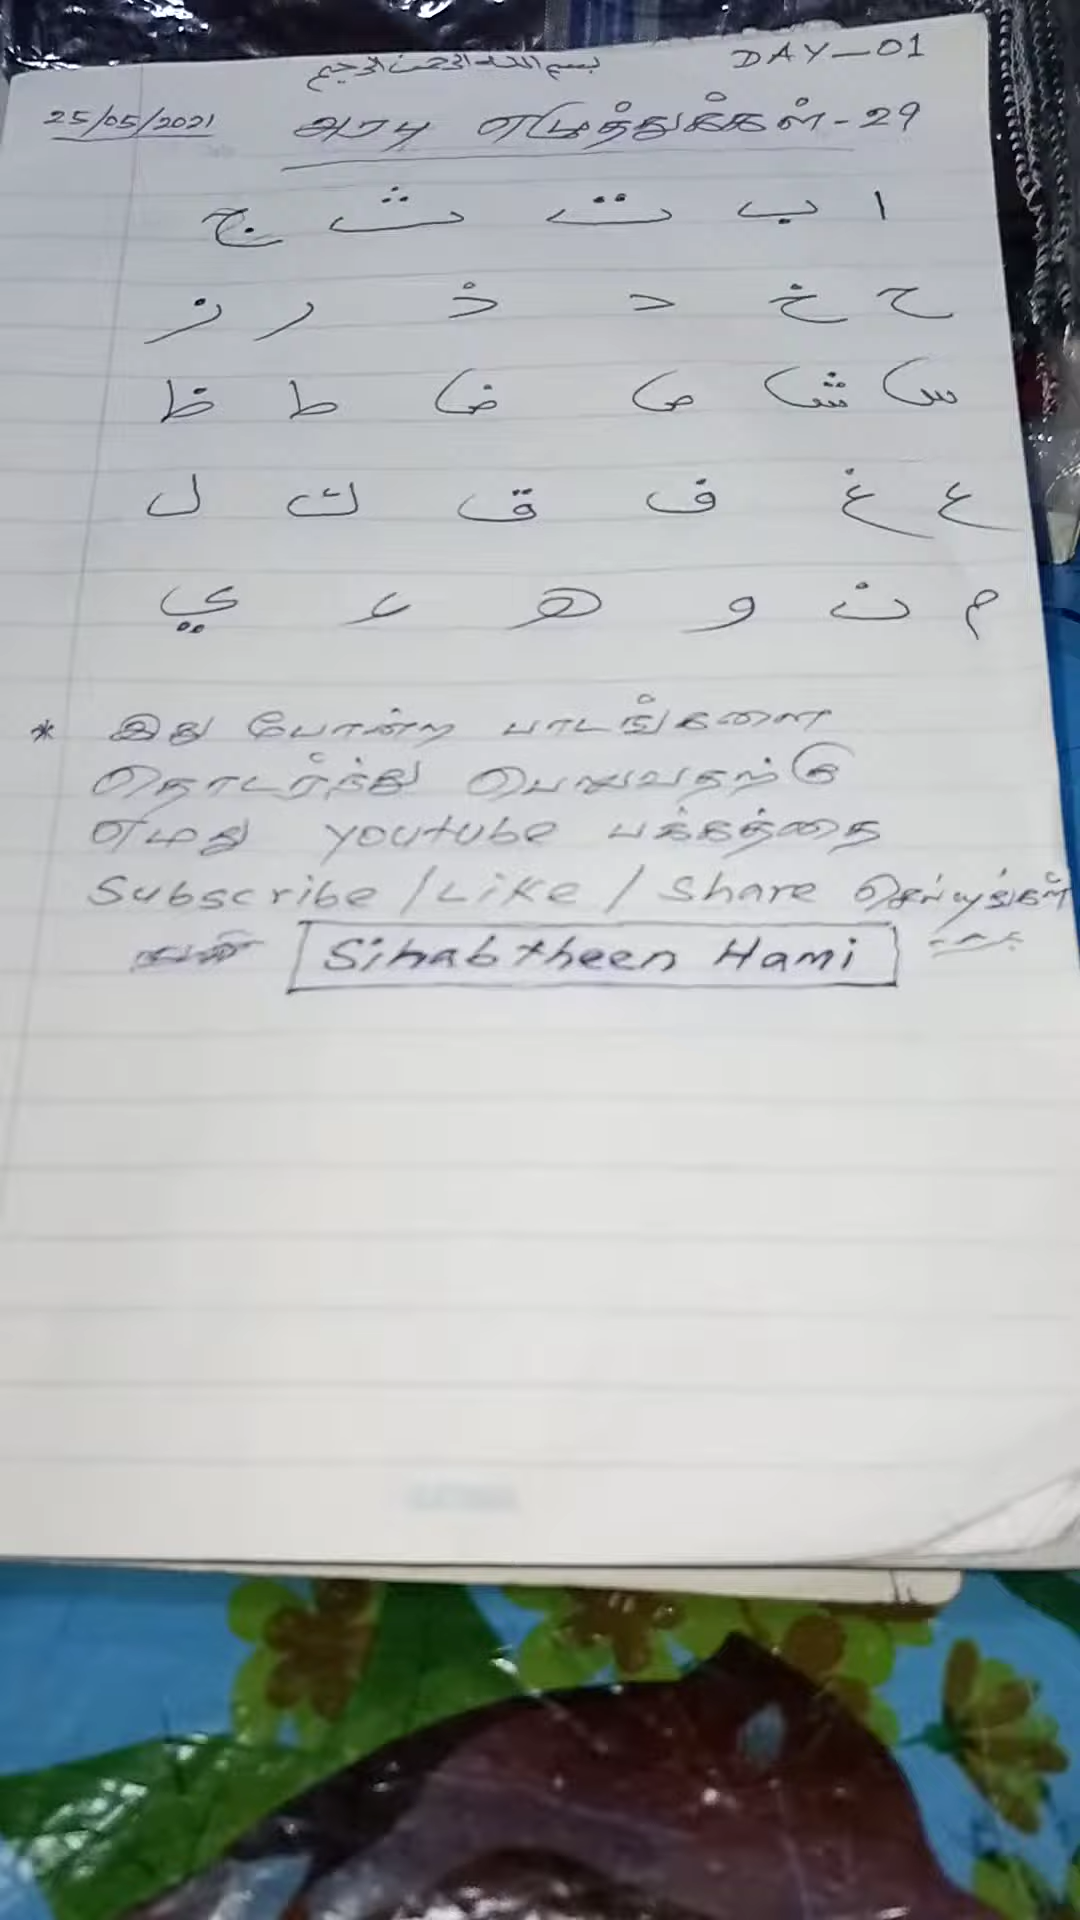 بسم الله الرحمن الرحيم DAY-01
25/05/2021 அரபு எழுத்துக்கள்-29
ا ب ت ث ج
ح خ د ذ ر ز
س ش ص ض ط ظ
ع غ ف ق ك ل
م ن و ه ء ي
* இது போன்ற பாடங்களை
தொடர்ந்து பெறுவதற்கு
எமது youtube பக்கத்தை
Subscribe/Like/Share செய்யுங்கள்
Sihabtheen Hami